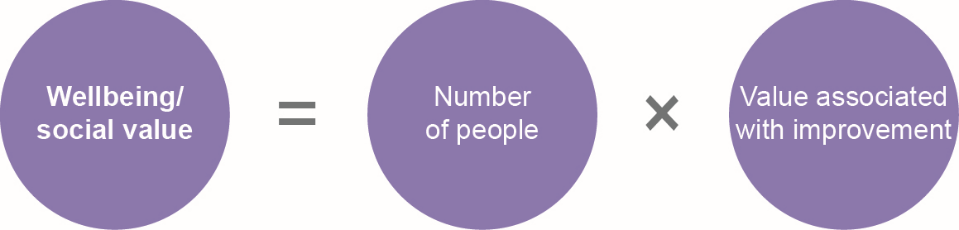 Wellbeing/
social value
=
Number
of people
×
Value associated
with improvement